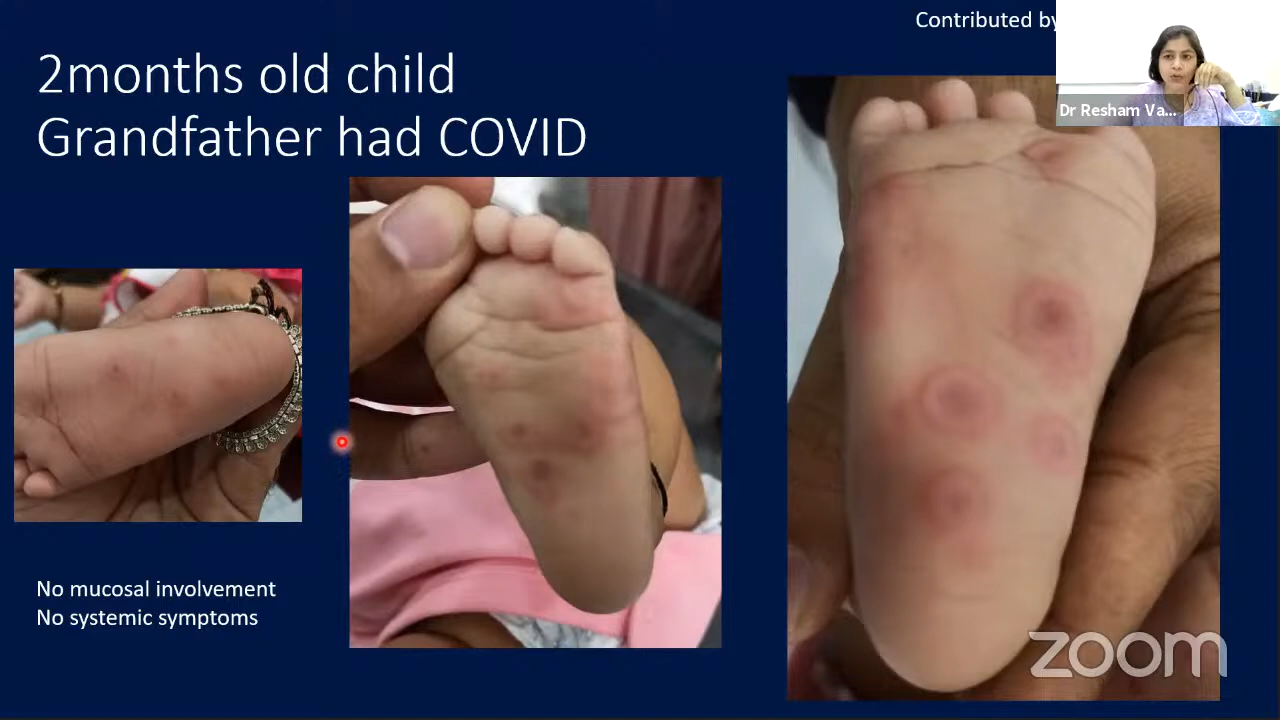 Contributed by
2months old child
Grandfather had COVID
Dr Resham Va...
No mucosal involvement
No systemic symptoms
zoom